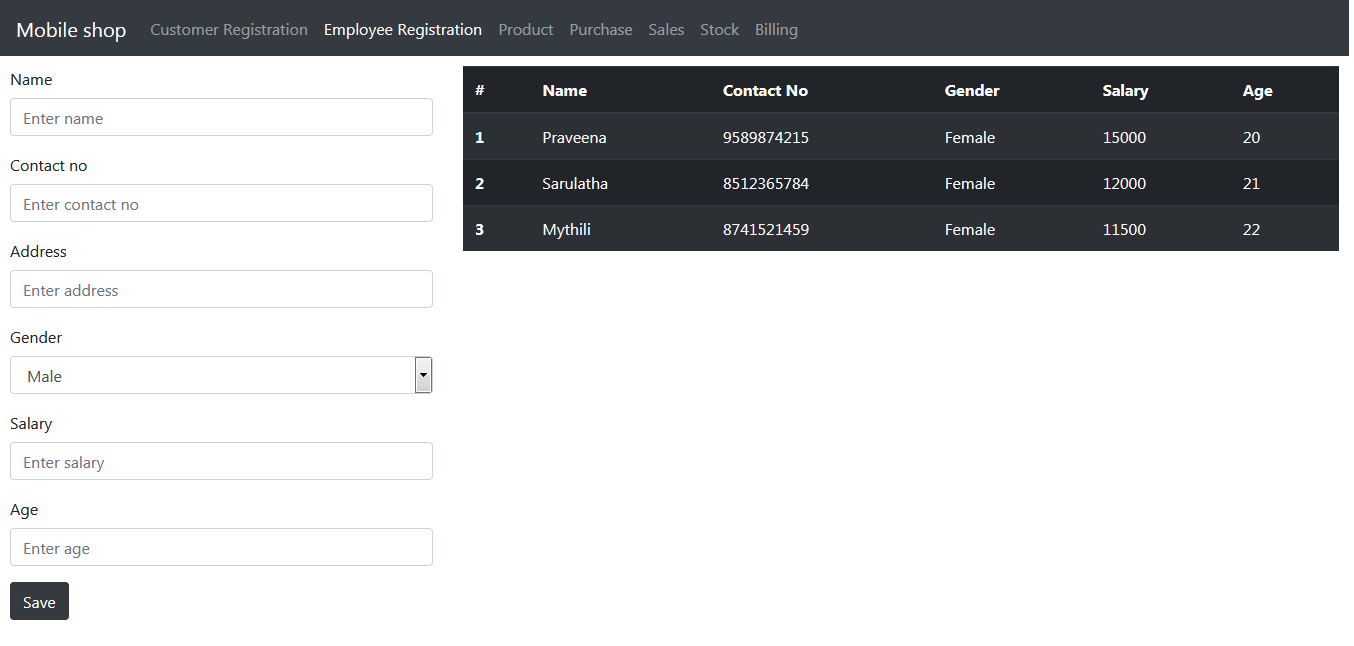 Mobile shop Customer Registration Employee Registration Product Purchase Sales Stock Billing
Name
Enter name
Contact no
Enter contact no
Address
Enter address
Gender
Male
Salary
Enter salary
Age
Enter age
Save
# Name Contact No Gender Salary Age
1 Praveena 9589874215 Female 15000 20
2 Sarulatha 8512365784 Female 12000 21
3 Mythili 8741521459 Female 11500 22